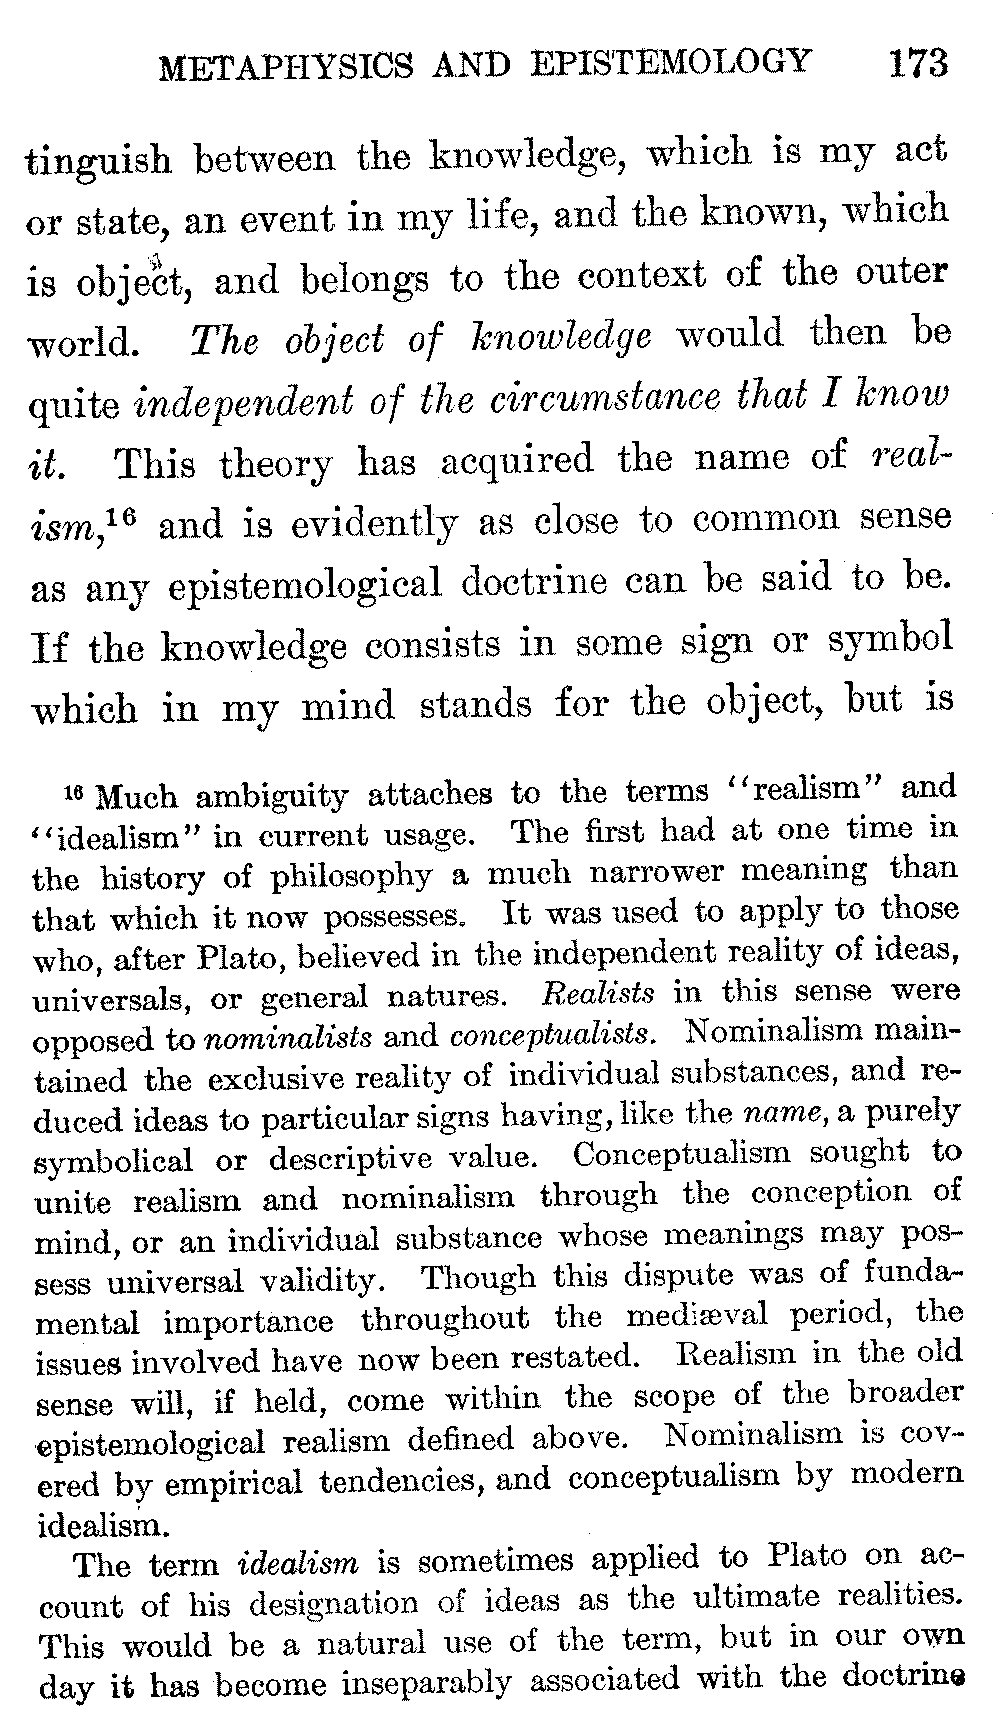 METAPHYSICS AND EPISTEMOLOGY 173
tinguish between the knowledge, which is my act
or state, an event in my life, and the known, which
is object, and belongs to the context of the outer
world. The object of knowledge would then be
quite independent of the circumstance that I know
it. This theory has acquired the name of real-
ism,¹⁶ and is evidently as close to common sense
as any epistemological doctrine can be said to be.
If the knowledge consists in some sign or symbol
which in my mind stands for the object, but is
¹⁶ Much ambiguity attaches to the terms "realism" and
"idealism" in current usage. The first had at one time in
the history of philosophy a much narrower meaning than
that which it now possesses. It was used to apply to those
who, after Plato, believed in the independent reality of ideas,
universals, or general natures. Realists in this sense were
opposed to nominalists and conceptualists. Nominalism main-
tained the exclusive reality of individual substances, and re-
duced ideas to particular signs having, like the name, a purely
symbolical or descriptive value. Conceptualism sought to
unite realism and nominalism through the conception of
mind, or an individual substance whose meanings may pos-
sess universal validity. Though this dispute was of funda-
mental importance throughout the mediæval period, the
issues involved have now been restated. Realism in the old
sense will, if held, come within the scope of the broader
epistemological realism defined above. Nominalism is cov-
ered by empirical tendencies, and conceptualism by modern
idealism.
The term idealism is sometimes applied to Plato on ac-
count of his designation of ideas as the ultimate realities.
This would be a natural use of the term, but in our own
day it has become inseparably associated with the doctrine